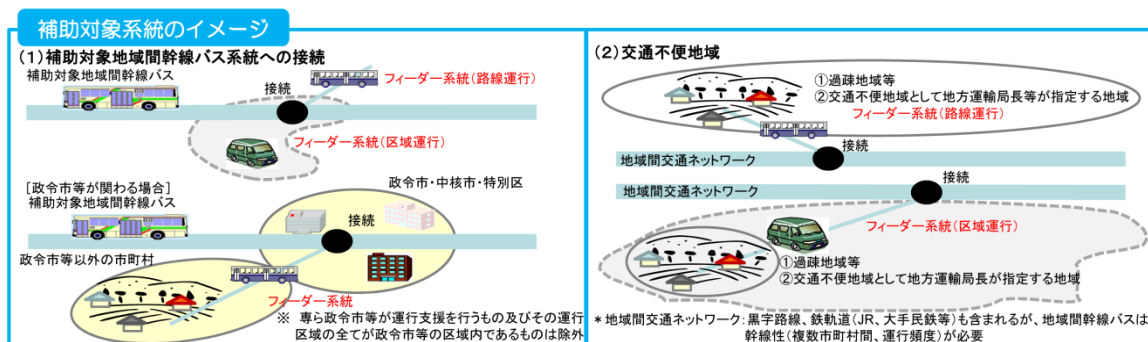 補助対象系統のイメージ
(1)補助対象地域間幹線バス系統への接続
補助対象地域間幹線バス
フィーダー系統(路線運行)
接続
フィーダー系統(区域運行)
[政令市等が関わる場合]
補助対象地域間幹線バス
政令市・中核市・特別区
接続
政令市等以外の市町村
フィーダー系統
※ 専ら政令市等が運行支援を行うもの及びその運行
区域の全てが政令市等の区域内であるものは除外
(2)交通不便地域
①過疎地域等
②交通不便地域として地方運輸局長等が指定する地域
フィーダー系統(路線運行)
接続
地域間交通ネットワーク
接続
地域間交通ネットワーク
フィーダー系統(区域運行)
①過疎地域等
②交通不便地域として地方運輸局長が指定する地域
*地域間交通ネットワーク:黒字路線、鉄軌道(JR、大手民鉄等)も含まれるが、地域間幹線バスは
幹線性(複数市町村間、運行頻度)が必要